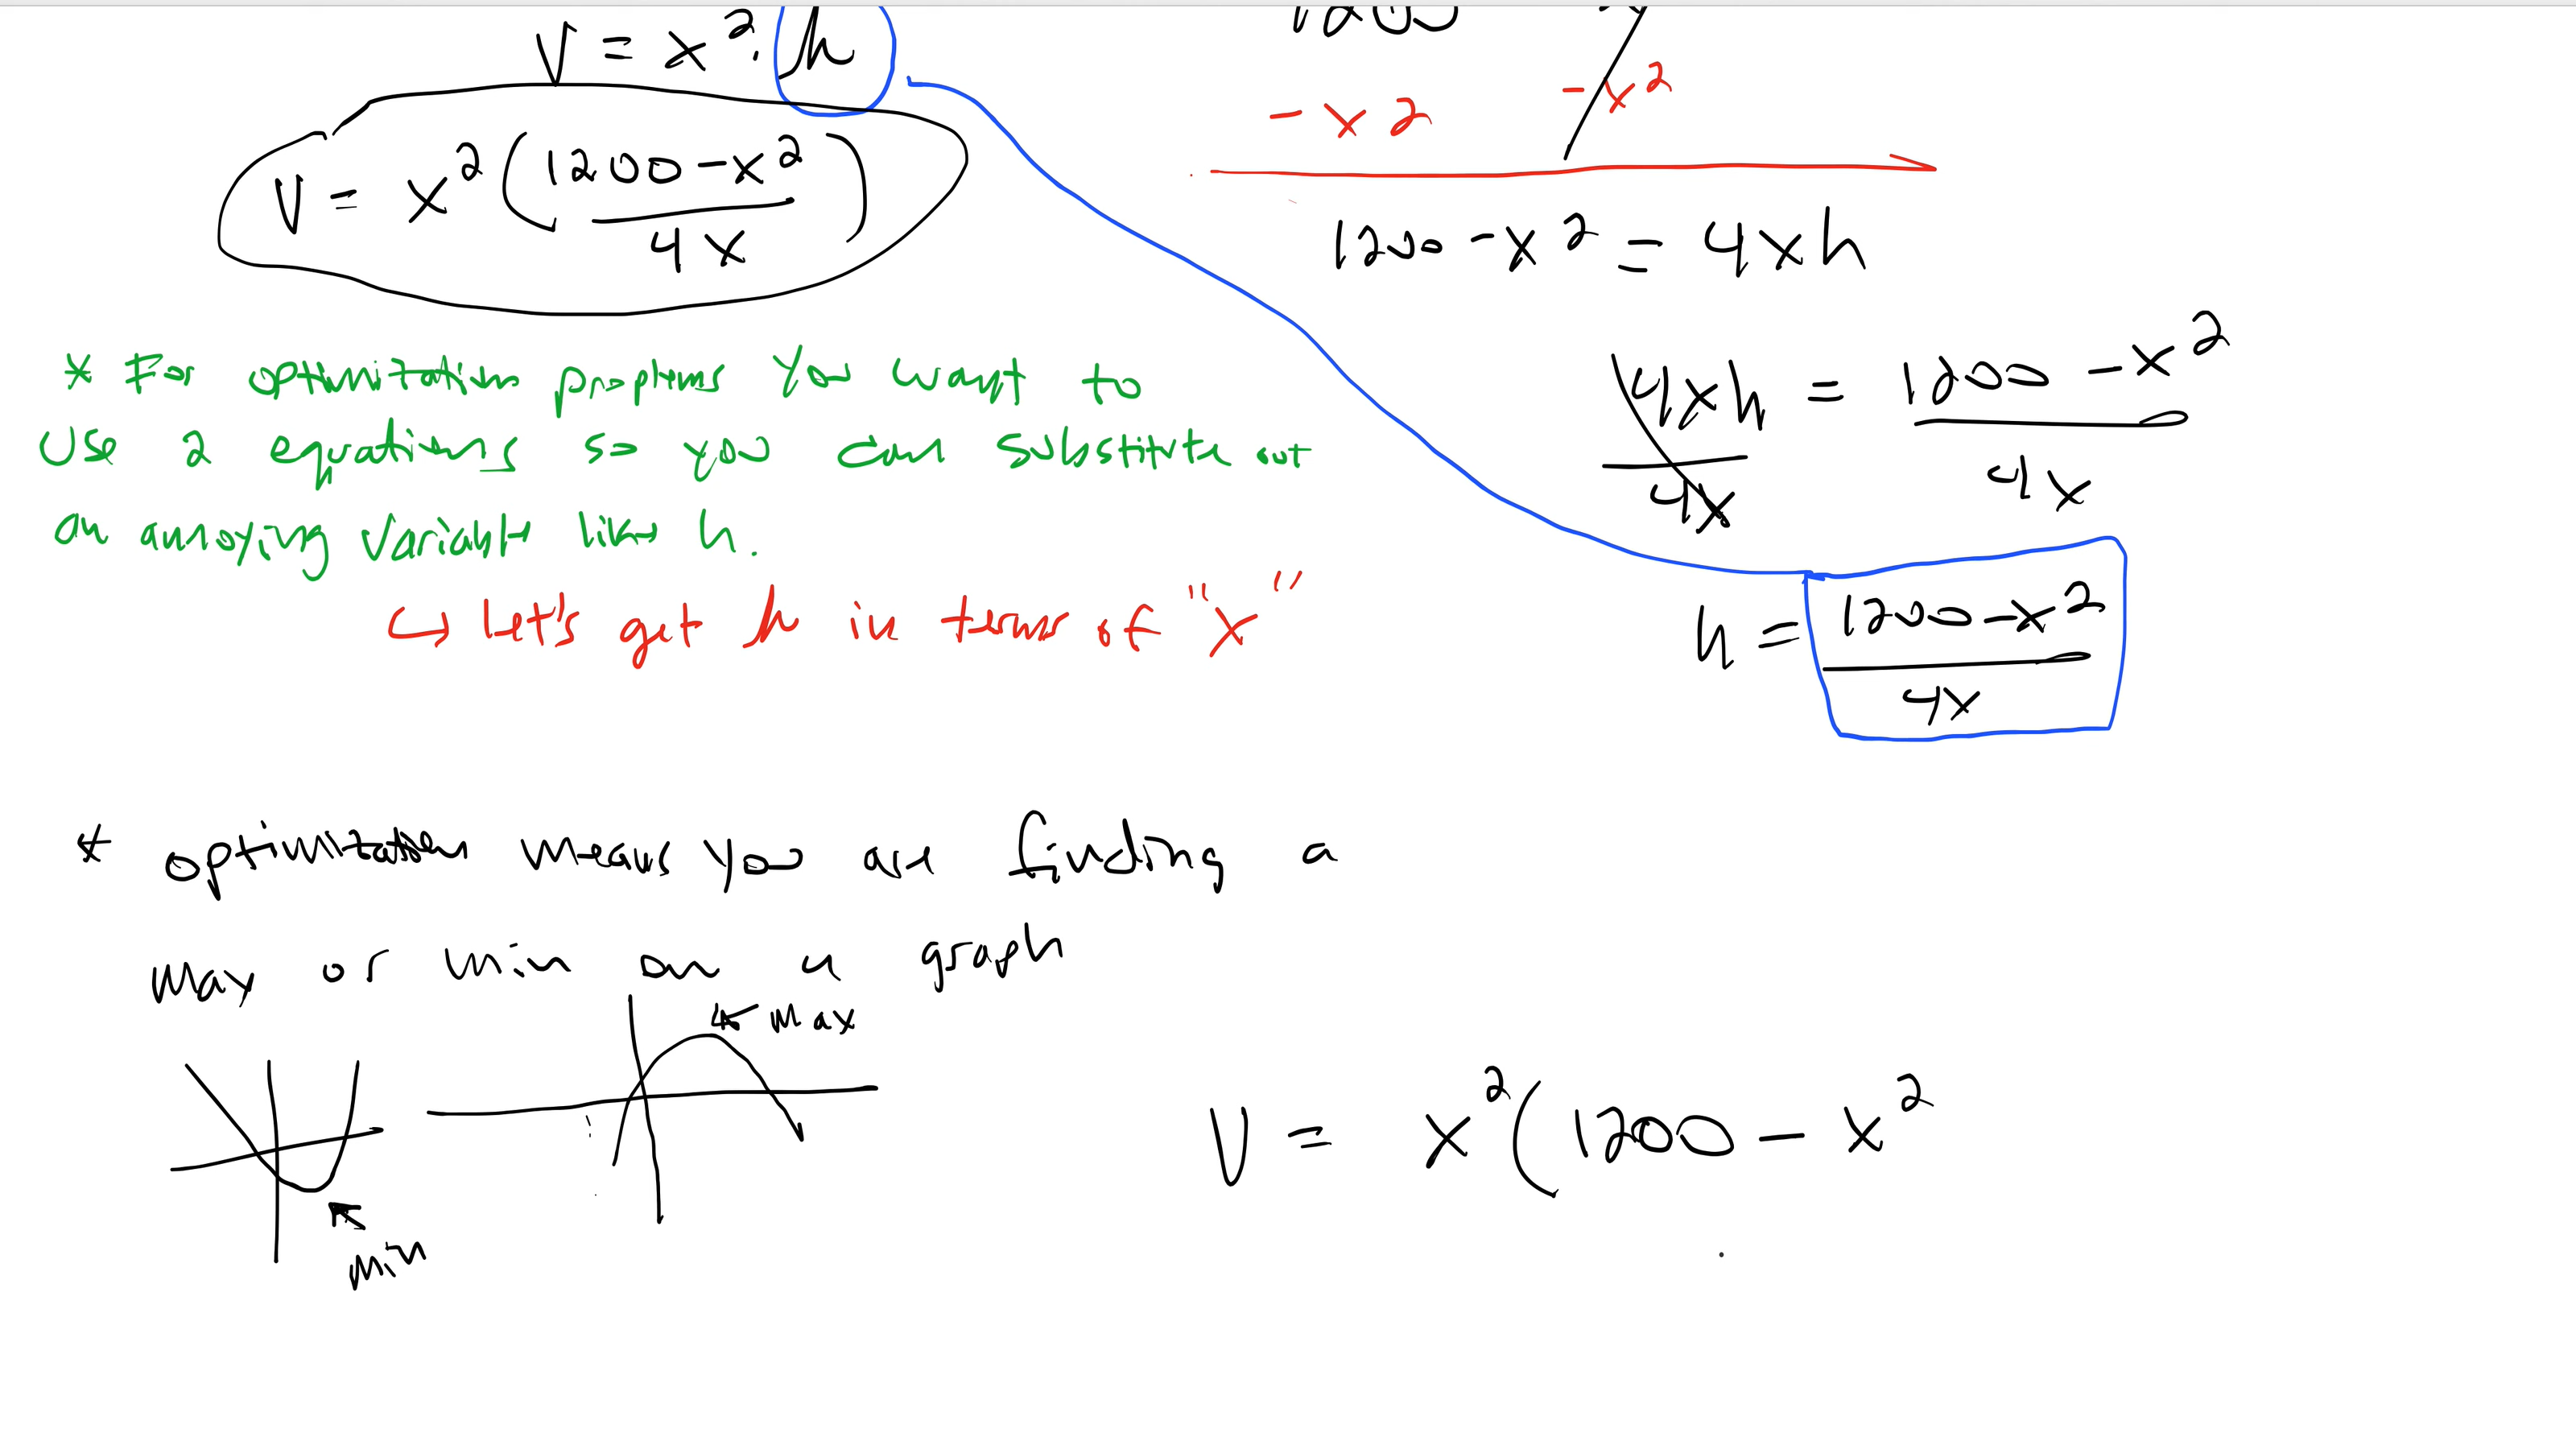 V = x². h
V = x² ( (1200 - x²) / 4x )
* For optimization problems you want to
use 2 equations so you can substitute out
an annoying variable like h.
↪ Let's get h in terms of "x"
1200
- x 2 - x²
1200 - x² = 4xh
4xh / 4x = (1200 - x²) / 4x
h = (1200 - x²) / 4x
* optimization means you are finding a
max or min on a graph
← max
min
V = x² (1200 - x²